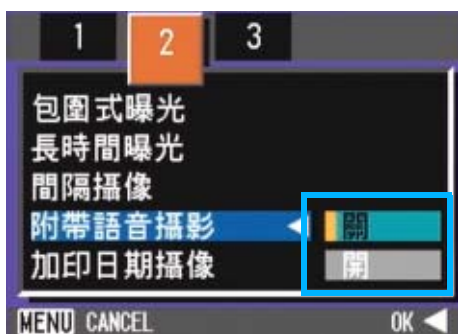 1 2 3
包圍式曝光
長時間曝光
間隔攝像
附帶語音攝影 關
加印日期攝像 開
MENU CANCEL OK